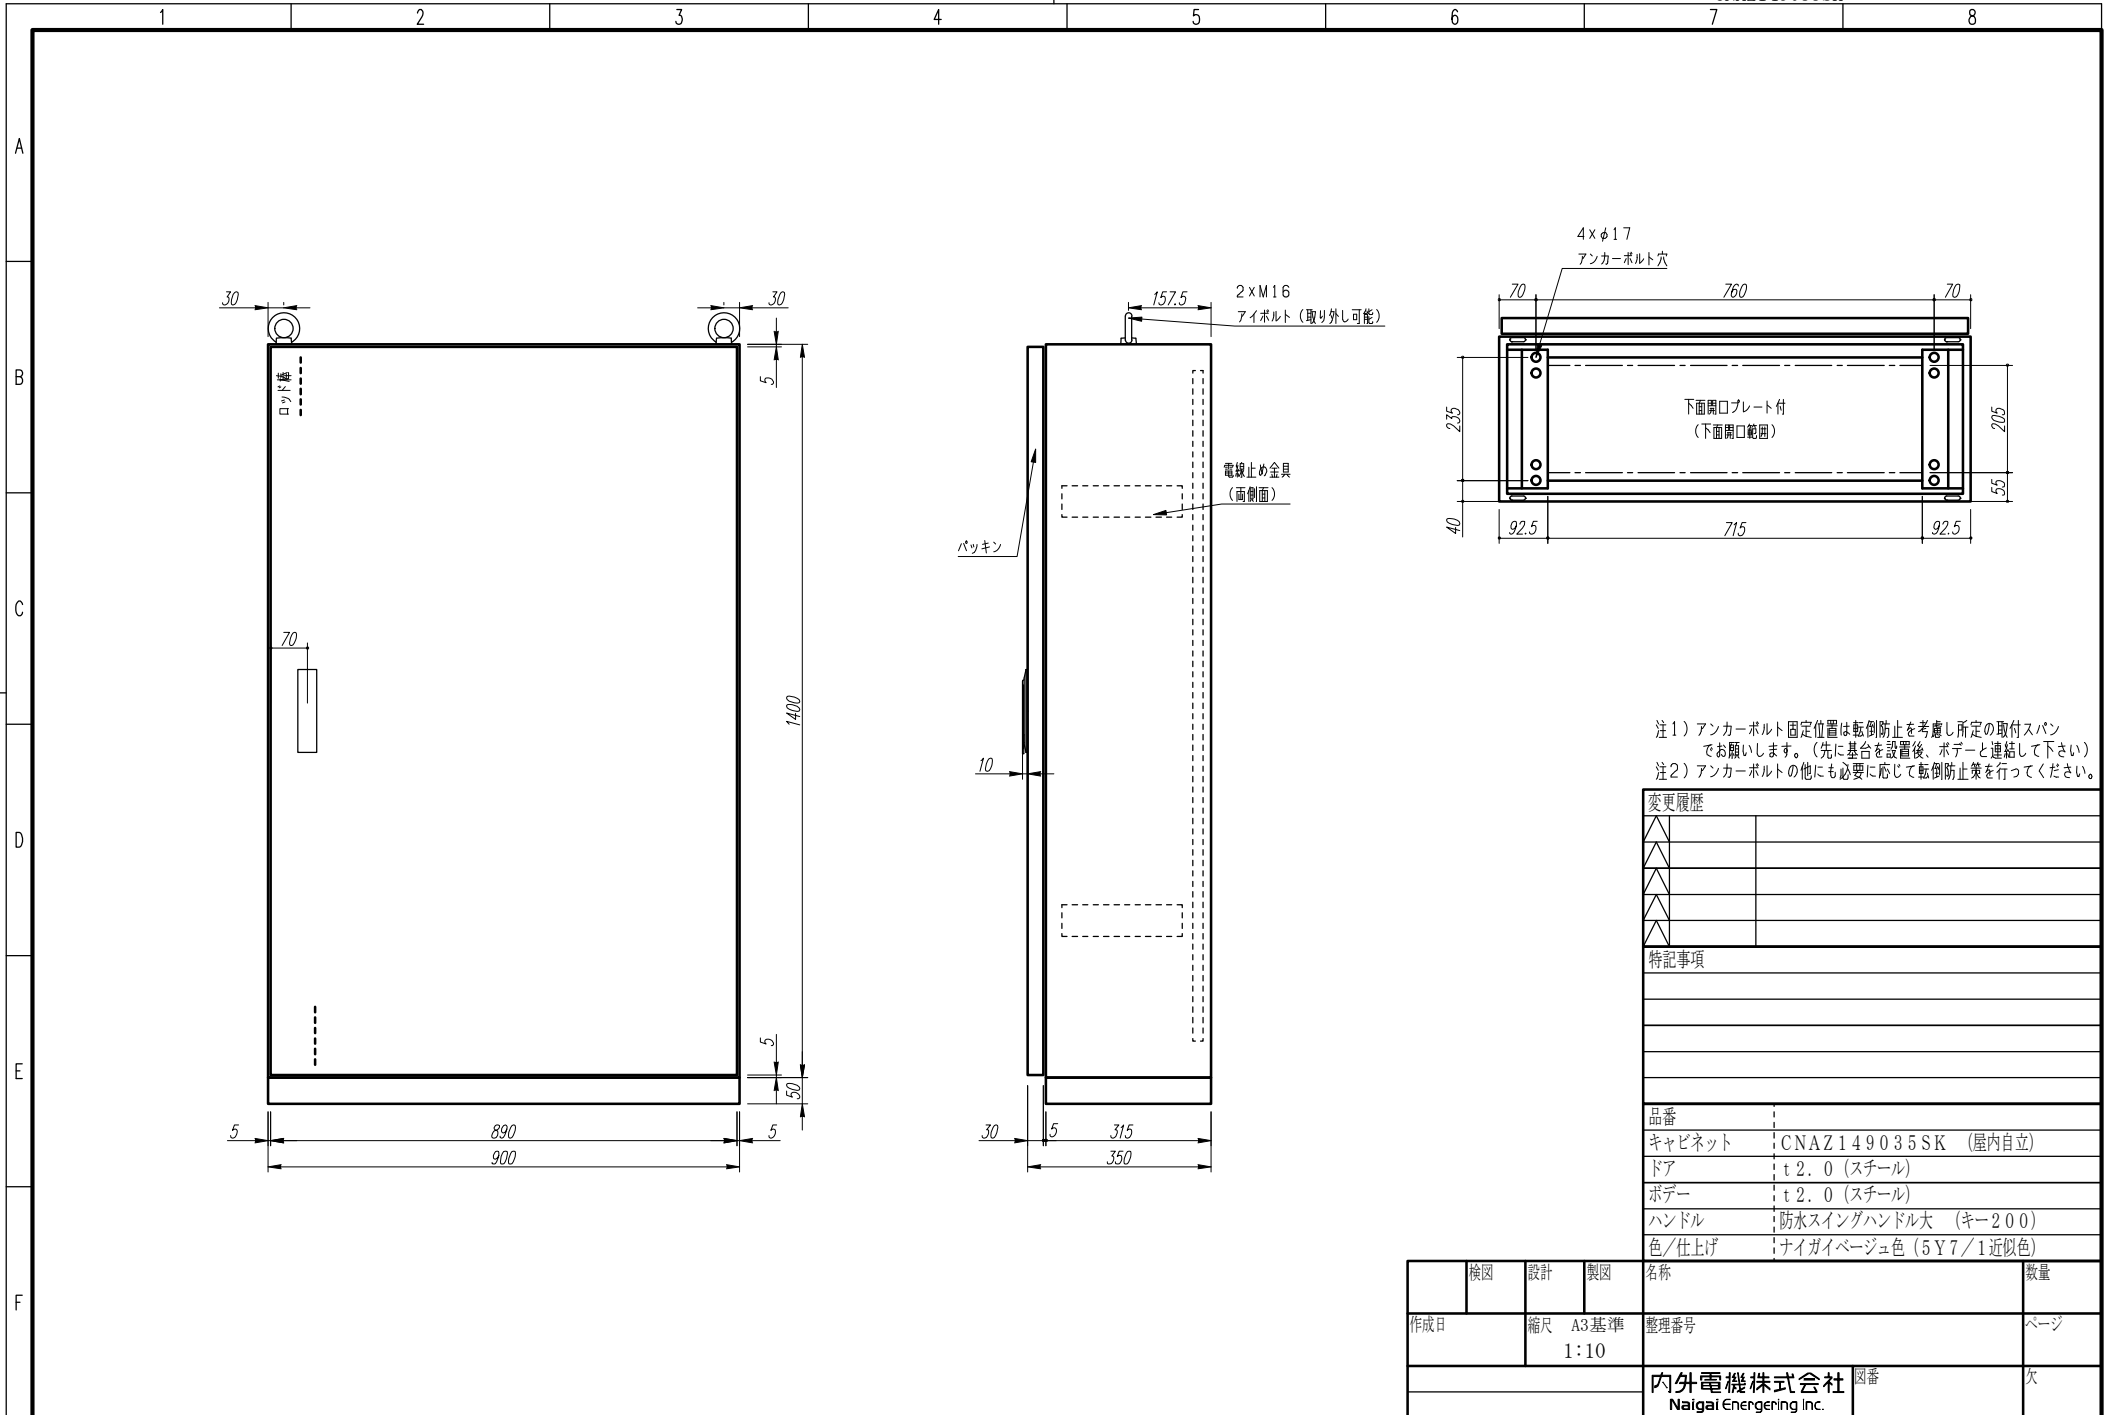 1 2 3 4 5 6 7 8
A
B
C
D
E
F
30
30
5
1400
ロッド棒
70
5
50
5
890
5
900
157.5
2×M16
アイボルト（取り外し可能）
電線止め金具
（両側面）
パッキン
10
30
5
315
350
4×φ17
アンカーボルト穴
70
760
70
235
40
下面開口プレート付
（下面開口範囲）
205
55
92.5
715
92.5
注1）アンカーボルト固定位置は転倒防止を考慮し所定の取付スパン
でお願いします。（先に基台を設置後、ボデーと連結して下さい）
注2）アンカーボルトの他にも必要に応じて転倒防止策を行ってください。
変更履歴
特記事項
品番
キャビネット CNAZ149035SK （屋内自立）
ドア t2.0（スチール）
ボデー t2.0（スチール）
ハンドル 防水スイングハンドル大 （キー200）
色／仕上げ ナイガイベージュ色（5Y7／1近似色）
検図 設計 製図 名称 数量
作成日 縮尺 A3基準 整理番号 ページ
1:10
内外電機株式会社 図番 欠
Naigai Energering Inc.